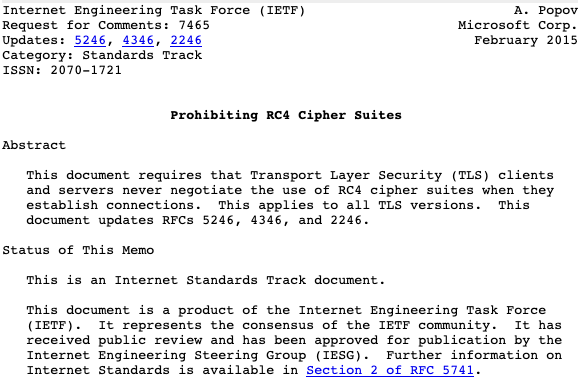 Internet Engineering Task Force (IETF) A. Popov
Request for Comments: 7465 Microsoft Corp.
Updates: 5246, 4346, 2246 February 2015
Category: Standards Track
ISSN: 2070-1721
Prohibiting RC4 Cipher Suites
Abstract
This document requires that Transport Layer Security (TLS) clients
and servers never negotiate the use of RC4 cipher suites when they
establish connections.  This applies to all TLS versions.  This
document updates RFCs 5246, 4346, and 2246.
Status of This Memo
This is an Internet Standards Track document.
This document is a product of the Internet Engineering Task Force
(IETF).  It represents the consensus of the IETF community.  It has
received public review and has been approved for publication by the
Internet Engineering Steering Group (IESG).  Further information on
Internet Standards is available in Section 2 of RFC 5741.